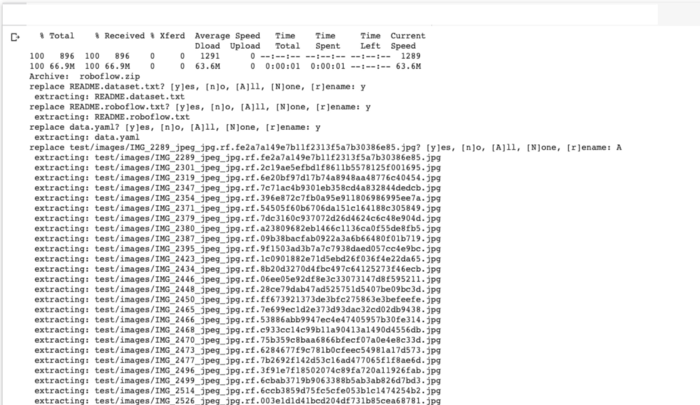 % Total % Received % Xferd Average Speed Time Time Time Current
Dload Upload Total Spent Left Speed
100 896 100 896 0 0 1291 0 --:--:-- --:--:-- --:--:-- 1289
100 66.9M 100 66.9M 0 0 63.6M 0 0:00:01 0:00:01 --:--:-- 63.6M
Archive: roboflow.zip
replace README.dataset.txt? [y]es, [n]o, [A]ll, [N]one, [r]ename: y
extracting: README.dataset.txt
replace README.roboflow.txt? [y]es, [n]o, [A]ll, [N]one, [r]ename: y
extracting: README.roboflow.txt
replace data.yaml? [y]es, [n]o, [A]ll, [N]one, [r]ename: y
extracting: data.yaml
replace test/images/IMG_2289_jpeg_jpg.rf.fe2a7a149e7b11f2313f5a7b30386e85.jpg? [y]es, [n]o, [A]ll, [N]one, [r]ename: A
extracting: test/images/IMG_2289_jpeg_jpg.rf.fe2a7a149e7b11f2313f5a7b30386e85.jpg
extracting: test/images/IMG_2301_jpeg_jpg.rf.2c19ae5efbd1f8611b5578125f001695.jpg
extracting: test/images/IMG_2319_jpeg_jpg.rf.6e20bf97d17b74a8948aa48776c40454.jpg
extracting: test/images/IMG_2347_jpeg_jpg.rf.7c71ac4b9301eb358cd4a832844dedcb.jpg
extracting: test/images/IMG_2354_jpeg_jpg.rf.396e872c7fb0a95e911806986995ee7a.jpg
extracting: test/images/IMG_2371_jpeg_jpg.rf.54505f60b6706da151c164188c305849.jpg
extracting: test/images/IMG_2379_jpeg_jpg.rf.7dc3160c937072d26d4624c6c48e904d.jpg
extracting: test/images/IMG_2380_jpeg_jpg.rf.a23809682eb1466c1136ca0f55de8fb5.jpg
extracting: test/images/IMG_2387_jpeg_jpg.rf.09b38bacfab0922a3a6b66480f01b719.jpg
extracting: test/images/IMG_2395_jpeg_jpg.rf.9f1503ad3b7a7c7938daed057cc4e9bc.jpg
extracting: test/images/IMG_2423_jpeg_jpg.rf.1c0901882e71d5ebd26f036f4e22da65.jpg
extracting: test/images/IMG_2434_jpeg_jpg.rf.8b20d3270d4fbc497c64125273f46ecb.jpg
extracting: test/images/IMG_2446_jpeg_jpg.rf.06ee05e92df8e3c33073147d8f595211.jpg
extracting: test/images/IMG_2448_jpeg_jpg.rf.28ce79dab47ad525751d5407be09bc3d.jpg
extracting: test/images/IMG_2450_jpeg_jpg.rf.ff673921373de3bfc275863e3befeefe.jpg
extracting: test/images/IMG_2465_jpeg_jpg.rf.7e699ec1d2e373d93dac32cd02db9438.jpg
extracting: test/images/IMG_2466_jpeg_jpg.rf.53886abb9947ec4e47405957b30fe314.jpg
extracting: test/images/IMG_2468_jpeg_jpg.rf.c933cc14c99b11a90413a1490d4556db.jpg
extracting: test/images/IMG_2470_jpeg_jpg.rf.75b359c8baa6866bfecf07a0e4e8c33d.jpg
extracting: test/images/IMG_2473_jpeg_jpg.rf.6284677f9c781b0cfeec54981a17d573.jpg
extracting: test/images/IMG_2477_jpeg_jpg.rf.7b2692f142d53c16ad477065f1f8ae6d.jpg
extracting: test/images/IMG_2496_jpeg_jpg.rf.3f91e7f18502074c89fa720a11926fab.jpg
extracting: test/images/IMG_2499_jpeg_jpg.rf.6cbab3719b9063388b5ab3ab826d7bd3.jpg
extracting: test/images/IMG_2514_jpeg_jpg.rf.6ccb3859d75fc5cfe053b1c1474254b2.jpg
extracting: test/images/IMG_2526_jpeg_jpg.rf.003e1d1d41bcd204df731b85cea68781.jpg